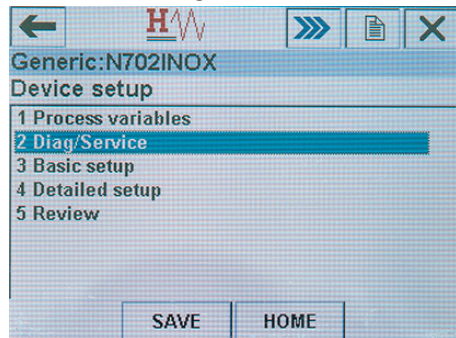 H
Generic:N702INOX
Device setup
1 Process variables
2 Diag/Service
3 Basic setup
4 Detailed setup
5 Review
SAVE HOME